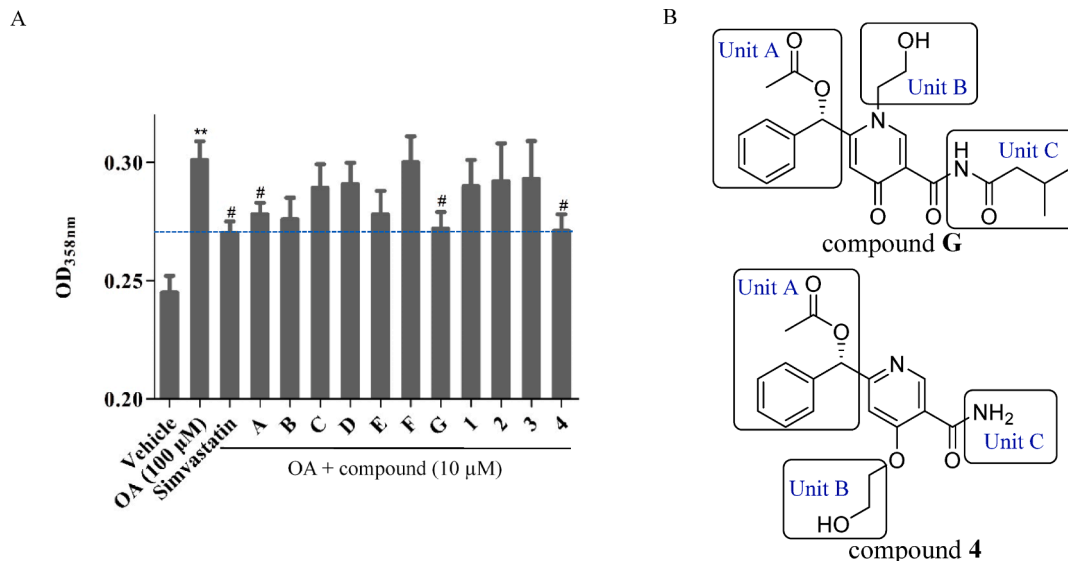 A
B
OD358nm
0.30
0.25
0.20
**
#
#
#
#
Vehicle
OA (100 µM)
Simvastatin
A
B
C
D
E
F
G
1
2
3
4
OA + compound (10 µM)
Unit A
O
O
OH
Unit B
N
H
N
Unit C
O
O
O
compound G
Unit A
O
O
N
NH2
Unit C
O
O
Unit B
HO
compound 4